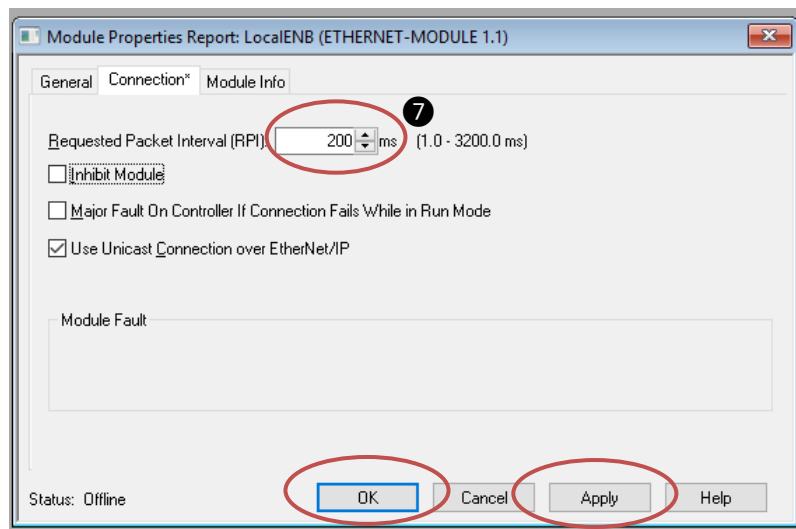 Module Properties Report: LocalENB (ETHERNET-MODULE 1.1)
General Connection* Module Info
7
Requested Packet Interval (RPI): 200 ms (1.0 - 3200.0 ms)
Inhibit Module
Major Fault On Controller If Connection Fails While in Run Mode
Use Unicast Connection over EtherNet/IP
Module Fault
Status: Offline OK Cancel Apply Help